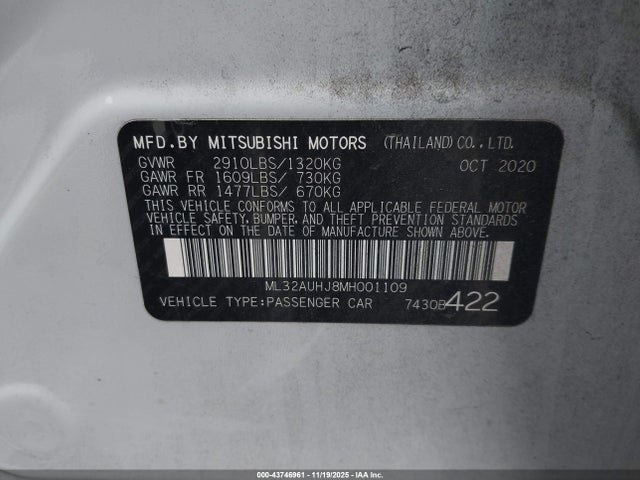 MFD.BY MITSUBISHI MOTORS (THAILAND) CO.,LTD.
GVWR 2910LBS/1320KG OCT 2020
GAWR FR 1609LBS/ 730KG
GAWR RR 1477LBS/ 670KG
THIS VEHICLE CONFORMS TO ALL APPLICABLE FEDERAL MOTOR
VEHICLE SAFETY, BUMPER, AND THEFT PREVENTION STANDARDS
IN EFFECT ON THE DATE OF MANUFACTURE SHOWN ABOVE.
ML32AUHJ8MH001109
VEHICLE TYPE:PASSENGER CAR 7430B422
000-43746961 - 11/19/2025 - IAA Inc.